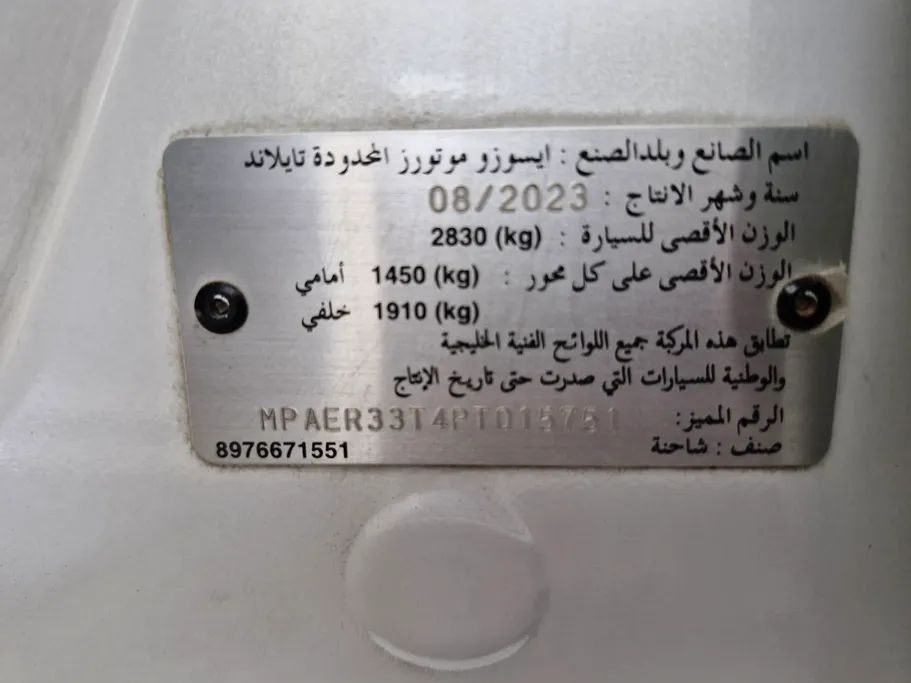 اسم الصانع وبلدالصنع : ايسوزو موتورز المحدودة تايلاند
سنة وشهر الانتاج : 08/2023
الوزن الأقصى للسيارة : 2830 (kg)
الوزن الأقصى على كل محور : 1450 (kg) أمامي
1910 (kg) خلفي
تطابق هذه المركبة جميع اللوائح الفنية الخليجية
والوطنية للسيارات التي صدرت حتى تاريخ الإنتاج
الرقم المميز: MPAER33T4PT015751
صنف : شاحنة 8976671551